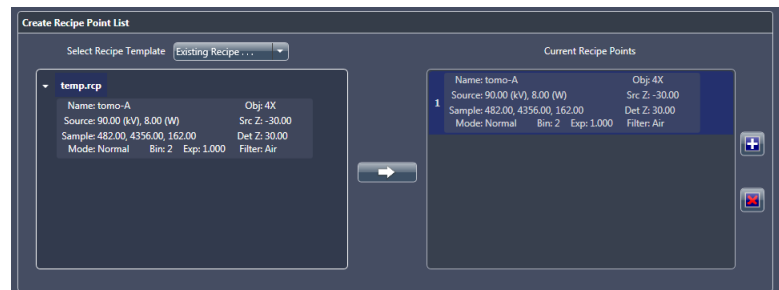 Create Recipe Point List
Select Recipe Template Existing Recipe . . .
Current Recipe Points
temp.rcp
Name: tomo-A Obj: 4X
Source: 90.00 (kV), 8.00 (W) Src Z: -30.00
Sample: 482.00, 4356.00, 162.00 Det Z: 30.00
Mode: Normal Bin: 2 Exp: 1.000 Filter: Air
1
Name: tomo-A Obj: 4X
Source: 90.00 (kV), 8.00 (W) Src Z: -30.00
Sample: 482.00, 4356.00, 162.00 Det Z: 30.00
Mode: Normal Bin: 2 Exp: 1.000 Filter: Air